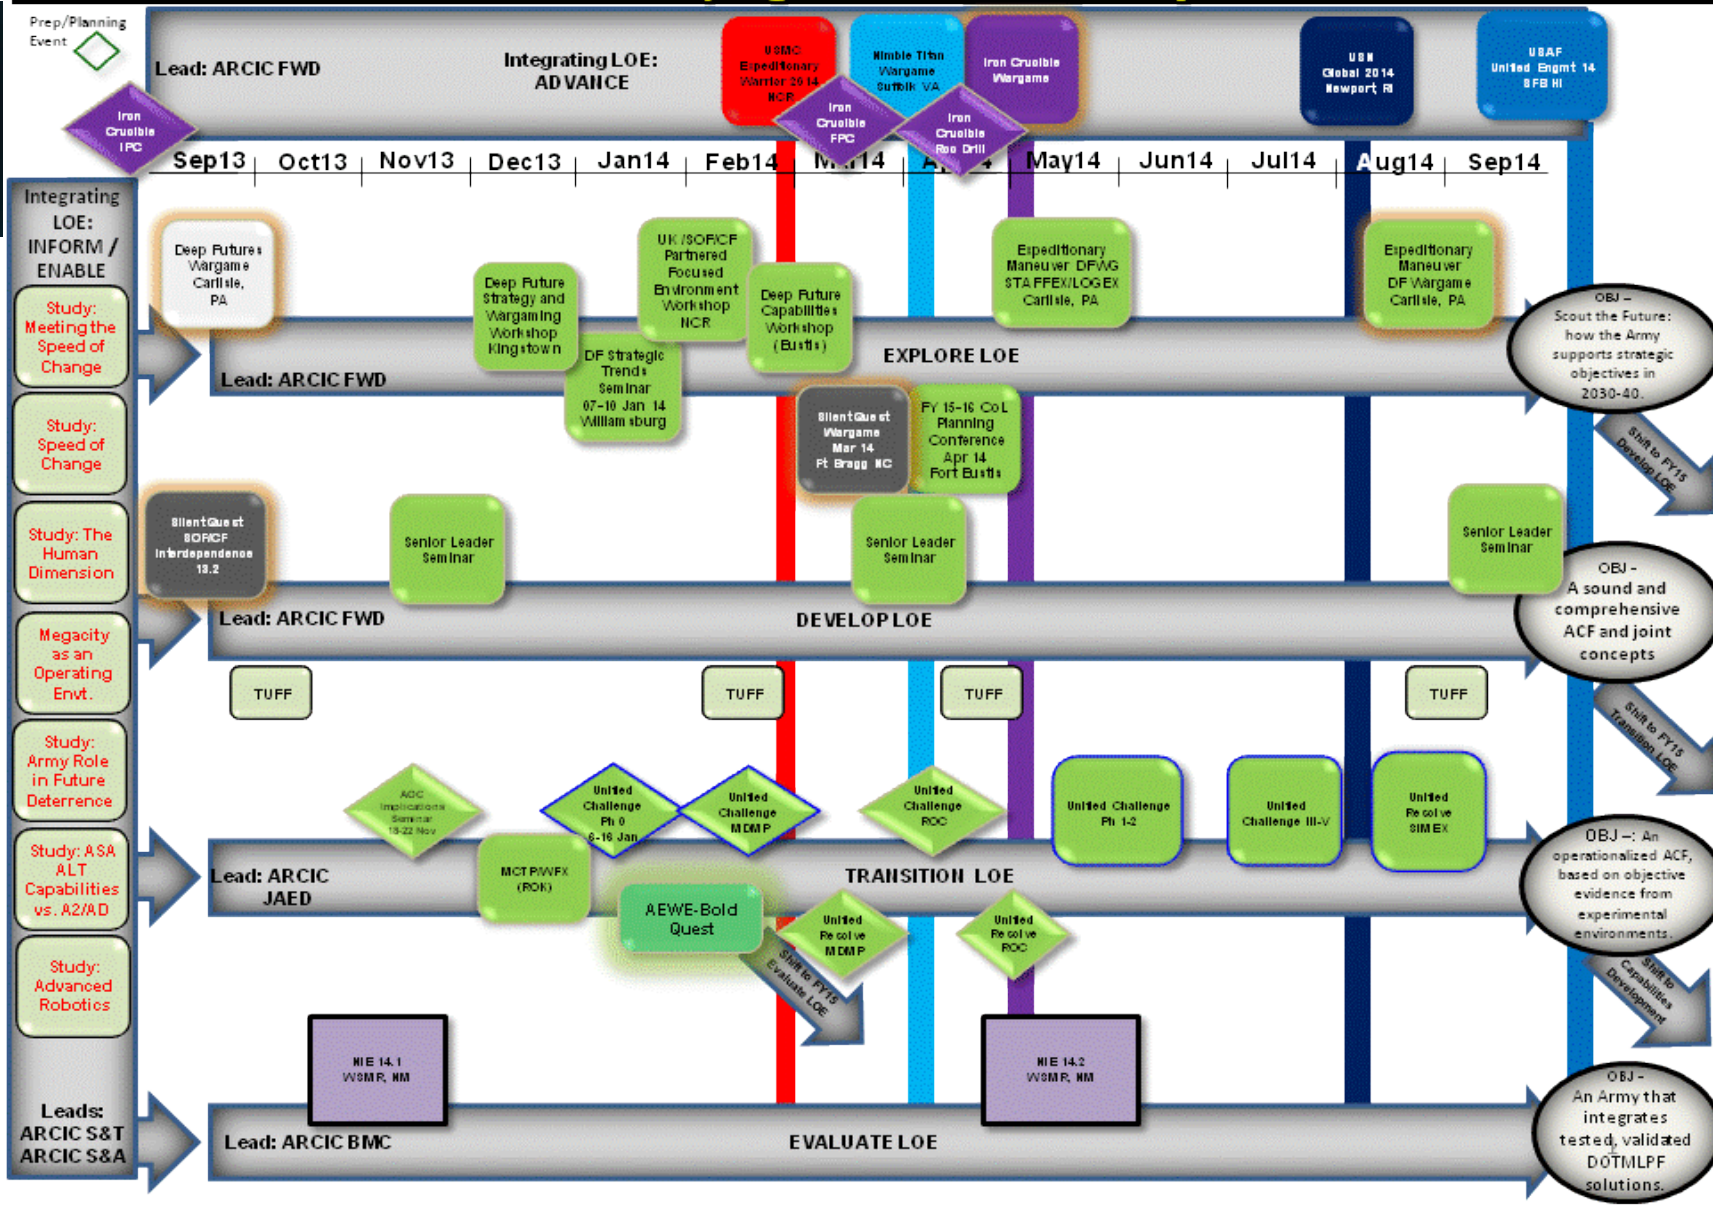 Prep/Planning
Event
Lead: ARCIC FWD
Integrating LOE:
ADVANCE
USMC
Expeditionary
Warrior 2014
NCR
Nimble Titan
Wargame
Suffolk VA
Iron Crucible
Wargame
USN
Global 2014
Newport, RI
USAF
United Engmt 14
SFB HI
Iron
Crucible
IPC
Iron
Crucible
FPC
Iron
Crucible
Roc Drill
Sep13
Oct13
Nov13
Dec13
Jan14
Feb14
Mar14
Apr14
May14
Jun14
Jul14
Aug14
Sep14
Integrating
LOE:
INFORM /
ENABLE
Study:
Meeting the
Speed of
Change
Study:
Speed of
Change
Study: The
Human
Dimension
Megacity
as an
Operating
Envt.
Study:
Army Role
in Future
Deterrence
Study: ASA
ALT
Capabilities
vs. A2/AD
Study:
Advanced
Robotics
Leads:
ARCIC S&T
ARCIC S&A
Deep Futures
Wargame
Carlisle,
PA
Deep Future
Strategy and
Wargaming
Workshop
Kingstown
UK /SOF/CF
Partnered
Focused
Environment
Workshop
NCR
Deep Future
Capabilities
Workshop
(Eustis)
Expeditionary
Maneuver DFWG
STAFFEX/LOGEX
Carlisle, PA
Expeditionary
Maneuver
DF Wargame
Carlisle, PA
DF Strategic
Trends
Seminar
07-10 Jan 14
Williamsburg
Lead: ARCIC FWD
EXPLORE LOE
OBJ –
Scout the Future:
how the Army
supports strategic
objectives in
2030-40.
Shift to FY15
Develop LOE
SilentQuest
Wargame
Mar 14
Ft Bragg NC
FY 15-16 CoL
Planning
Conference
Apr 14
Fort Eustis
SilentQuest
SOF/CF
Interdependence
13.2
Senior Leader
Seminar
Senior Leader
Seminar
Senior Leader
Seminar
Lead: ARCIC FWD
DEVELOP LOE
OBJ -
A sound and
comprehensive
ACF and joint
concepts
Shift to FY15
Transition LOE
TUFF
TUFF
TUFF
TUFF
AOC
Implications
Seminar
18-22 Nov
Unified
Challenge
Ph 0
6-16 Jan
Unified
Challenge
MDMP
Unified
Challenge
ROC
Unified Challenge
Ph 1-2
Unified
Challenge III-V
Unified
Resolve
SIMEX
Lead: ARCIC
JAED
MCTP/WFX
(ROK)
TRANSITION LOE
AEWE-Bold
Quest
Unified
Resolve
MDMP
Unified
Resolve
ROC
Shift to FY15
Evaluate LOE
OBJ –: An
operationalized ACF,
based on objective
evidence from
experimental
environments.
Shift to
Capabilities
Development
NIE 14.1
WSMR, NM
NIE 14.2
WSMR, NM
Lead: ARCIC BMC
EVALUATE LOE
OBJ –
An Army that
integrates
tested, validated
DOTMLPF
solutions.